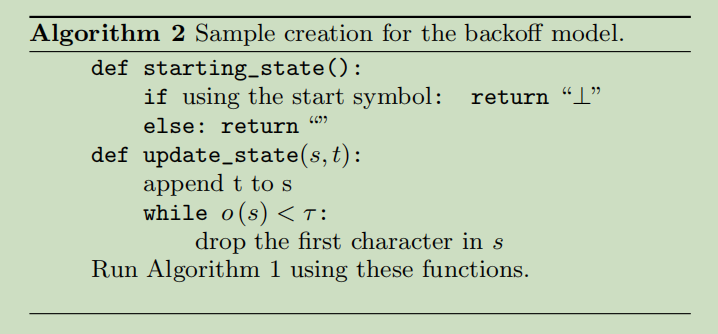 Algorithm 2 Sample creation for the backoff model.
def starting_state():
if using the start symbol: return “⊥”
else: return “”
def update_state(s, t):
append t to s
while o(s) < τ:
drop the first character in s
Run Algorithm 1 using these functions.